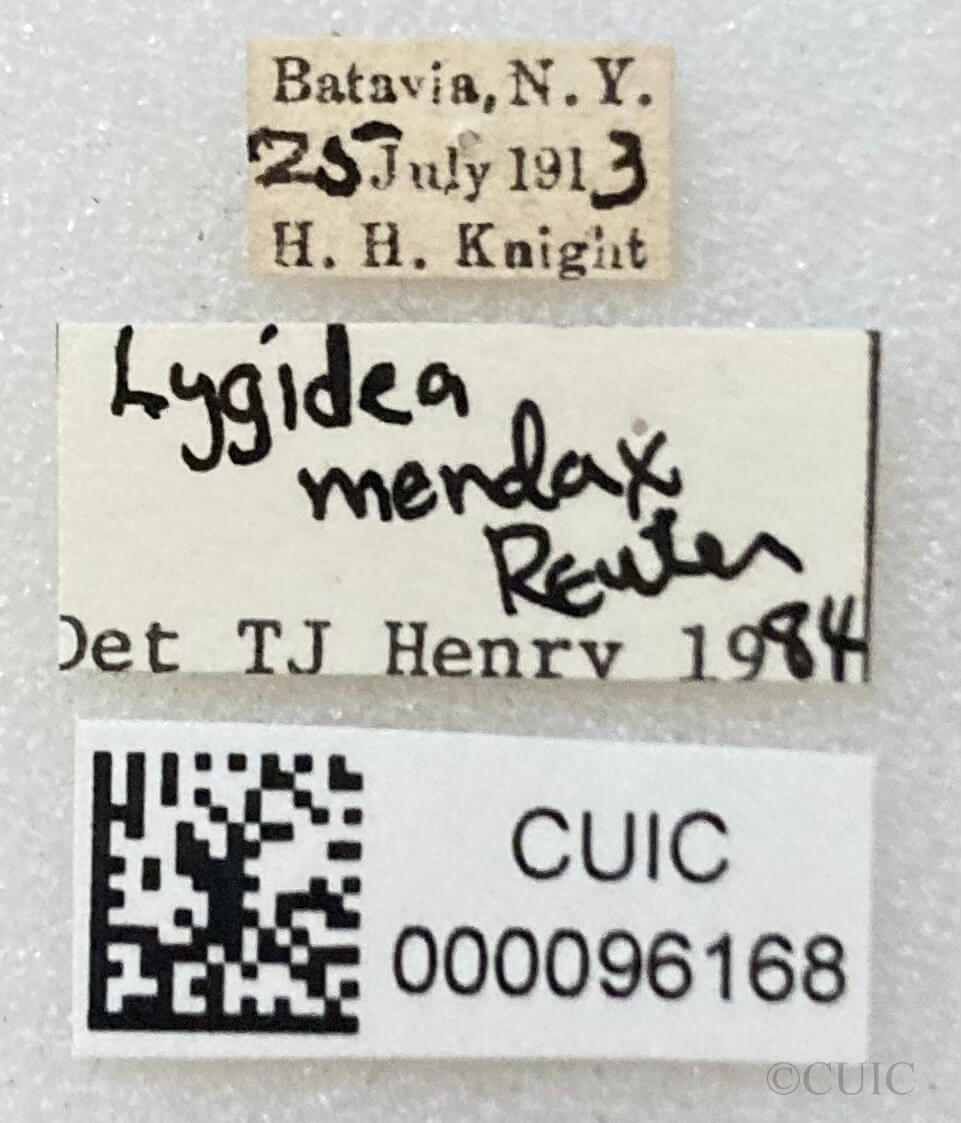 Batavia, N. Y.
25 July 1913
H. H. Knight
Lygidea
mendax
Reuter
Det TJ Henry 1984
CUIC
000096168
©CUIC